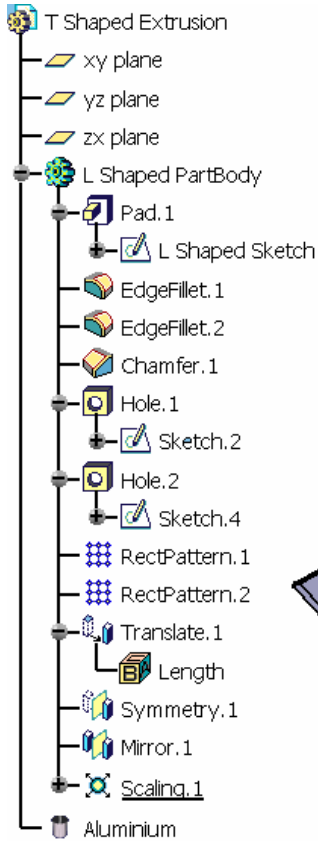 T Shaped Extrusion
xy plane
yz plane
zx plane
L Shaped PartBody
Pad.1
L Shaped Sketch
EdgeFillet.1
EdgeFillet.2
Chamfer.1
Hole.1
Sketch.2
Hole.2
Sketch.4
RectPattern.1
RectPattern.2
Translate.1
Length
Symmetry.1
Mirror.1
Scaling.1
Aluminium